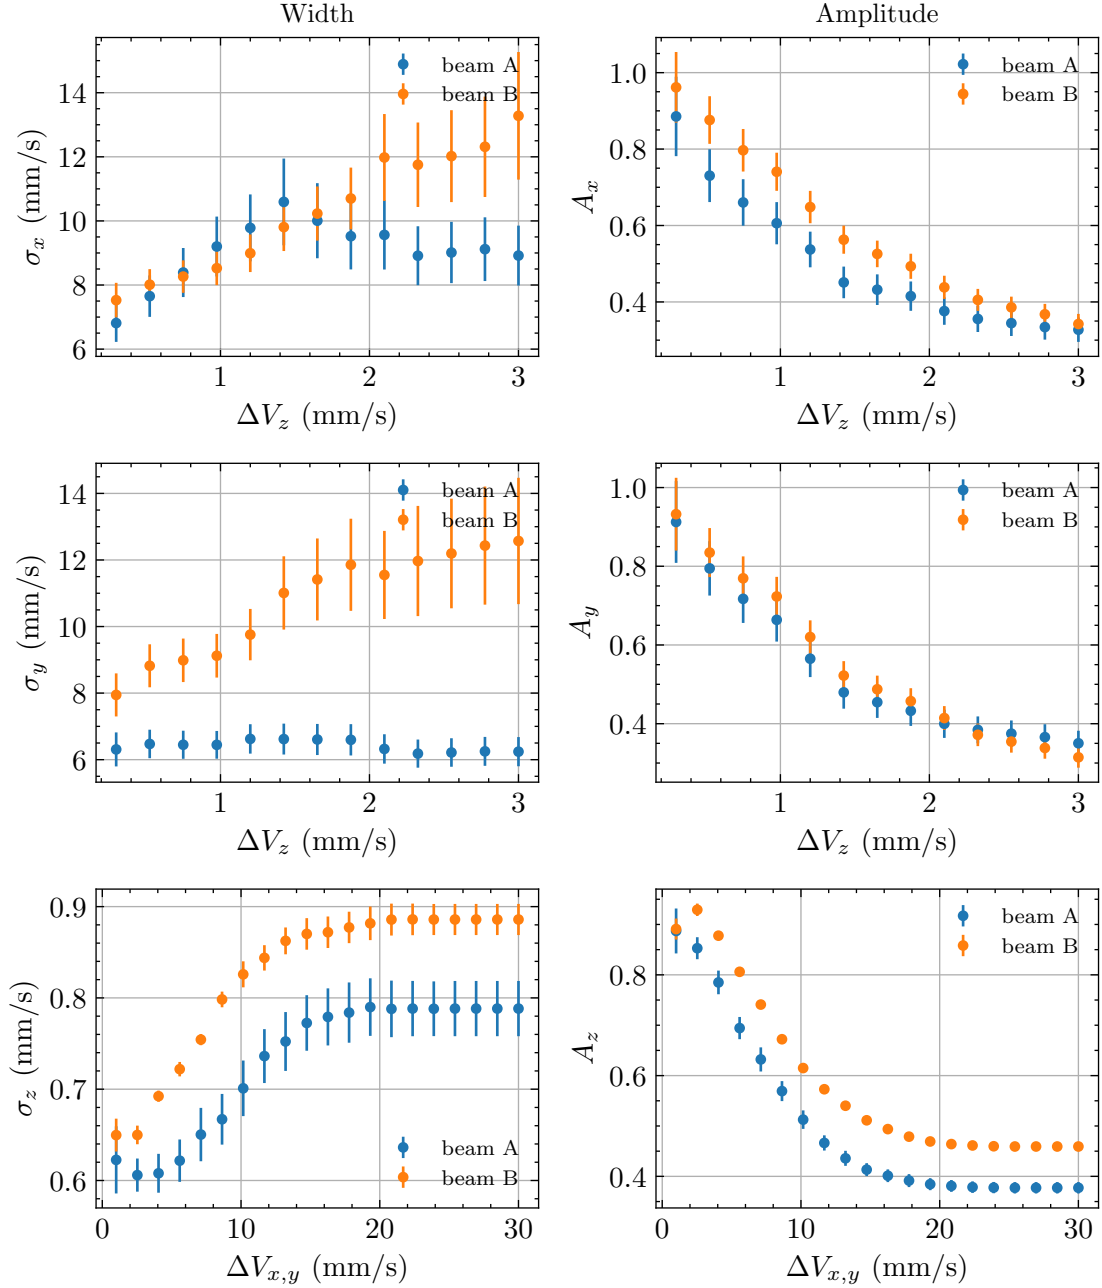 Width
Amplitude
σ_x (mm/s)
14
12
10
8
6
beam A
beam B
1 2 3
ΔV_z (mm/s)
A_x
1.0
0.8
0.6
0.4
beam A
beam B
1 2 3
ΔV_z (mm/s)
σ_y (mm/s)
14
12
10
8
6
beam A
beam B
1 2 3
ΔV_z (mm/s)
A_y
1.0
0.8
0.6
0.4
beam A
beam B
1 2 3
ΔV_z (mm/s)
σ_z (mm/s)
0.9
0.8
0.7
0.6
beam A
beam B
0 10 20 30
ΔV_{x,y} (mm/s)
A_z
0.8
0.6
0.4
beam A
beam B
0 10 20 30
ΔV_{x,y} (mm/s)